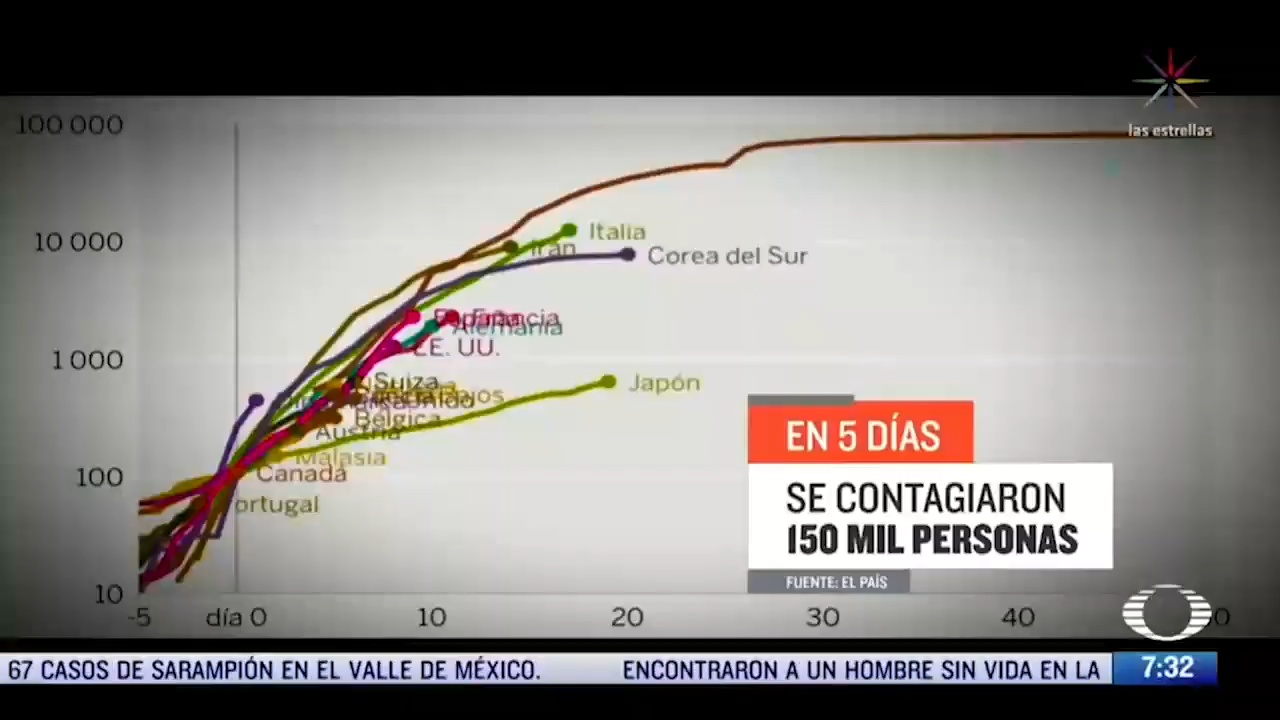 las estrellas
100 000
10 000
1 000
100
10
Italia
Irán
Corea del Sur
Alemania
EE. UU.
Japón
Suiza
Bélgica
Austria
Malasia
Canadá
ortugal
EN 5 DÍAS
SE CONTAGIARON
150 MIL PERSONAS
FUENTE: EL PAÍS
-5 día 0 10 20 30 40
67 CASOS DE SARAMPIÓN EN EL VALLE DE MÉXICO. ENCONTRARON A UN HOMBRE SIN VIDA EN LA
7:32